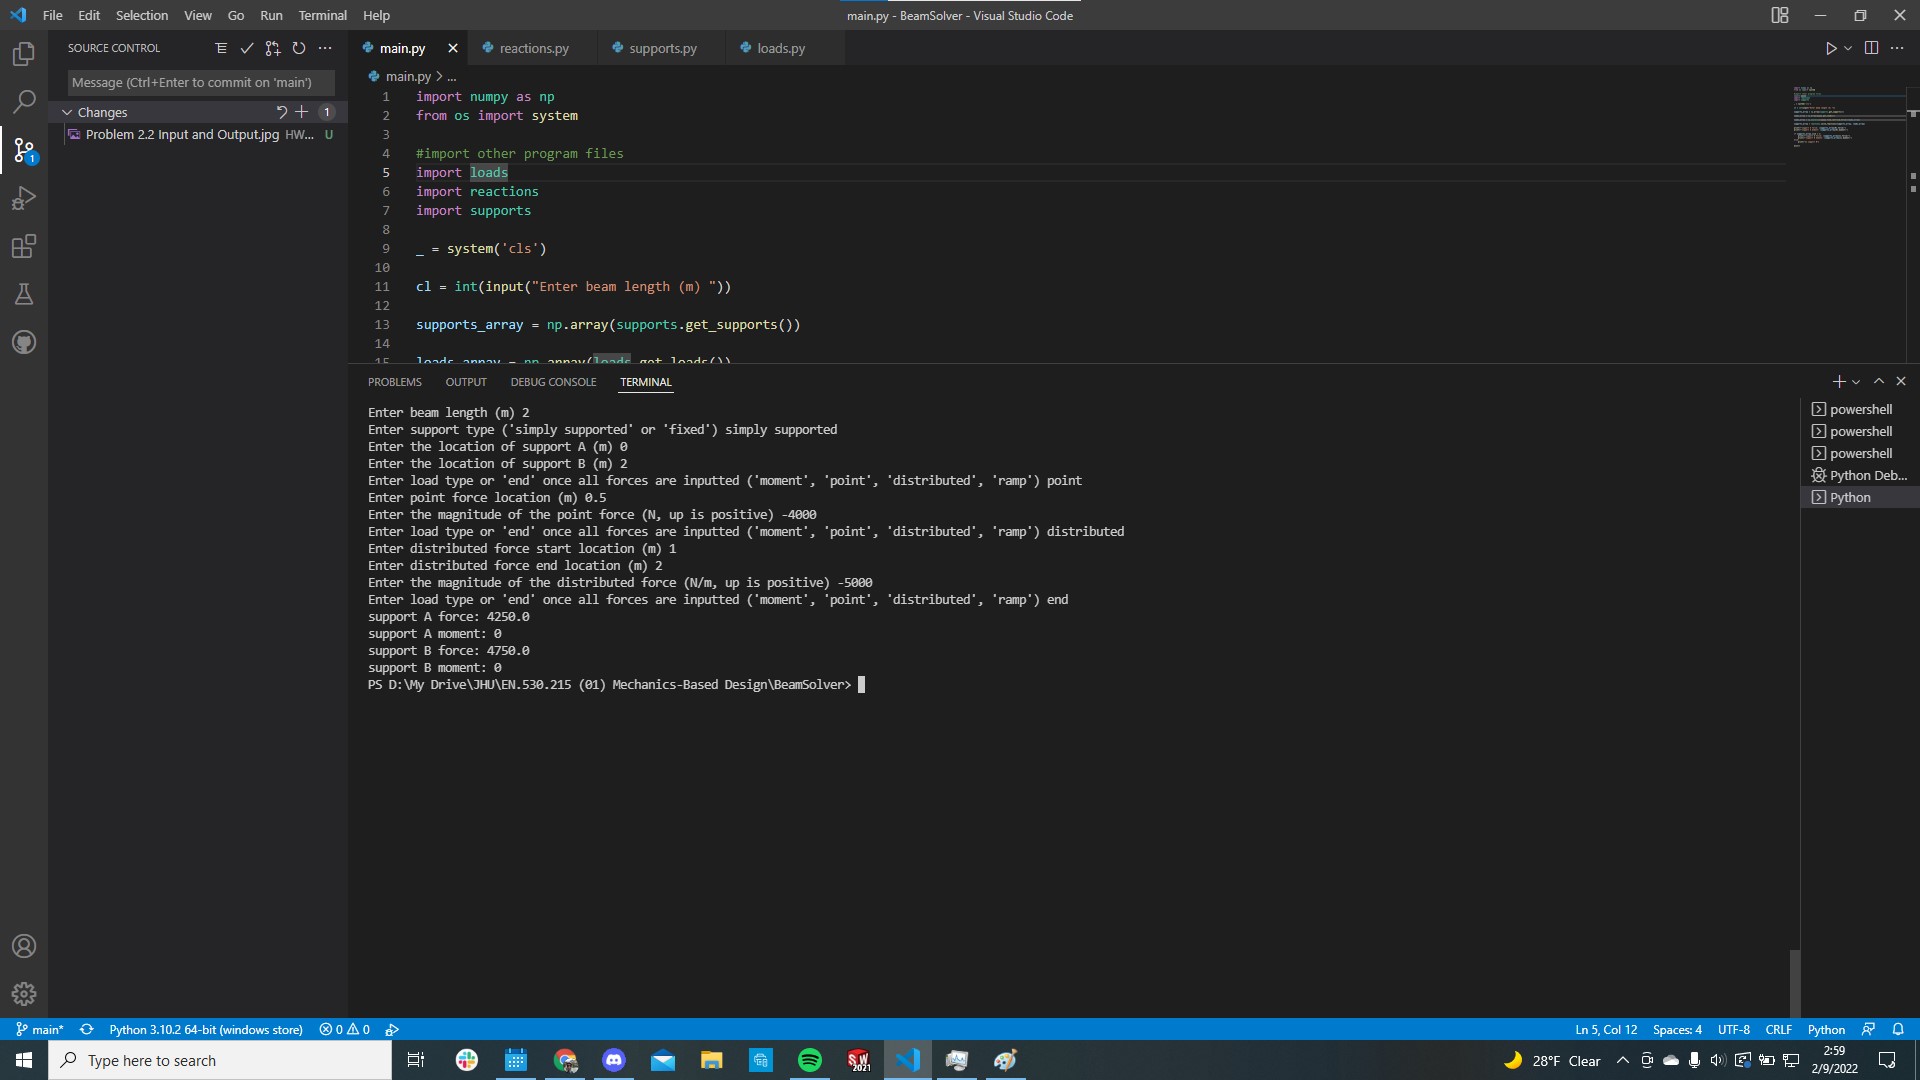 File Edit Selection View Go Run Terminal Help
main.py - BeamSolver - Visual Studio Code
SOURCE CONTROL
Message (Ctrl+Enter to commit on 'main')
Changes 1
Problem 2.2 Input and Output.jpg HW... U
1
main.py reactions.py supports.py loads.py
main.py > ...
1 import numpy as np
2 from os import system
3
4 #import other program files
5 import loads
6 import reactions
7 import supports
8
9 _ = system('cls')
10
11 cl = int(input("Enter beam length (m) "))
12
13 supports_array = np.array(supports.get_supports())
14
15 loads_array = np.array(loads.get_loads())
PROBLEMS OUTPUT DEBUG CONSOLE TERMINAL
Enter beam length (m) 2
Enter support type ('simply supported' or 'fixed') simply supported
Enter the location of support A (m) 0
Enter the location of support B (m) 2
Enter load type or 'end' once all forces are inputted ('moment', 'point', 'distributed', 'ramp') point
Enter point force location (m) 0.5
Enter the magnitude of the point force (N, up is positive) -4000
Enter load type or 'end' once all forces are inputted ('moment', 'point', 'distributed', 'ramp') distributed
Enter distributed force start location (m) 1
Enter distributed force end location (m) 2
Enter the magnitude of the distributed force (N/m, up is positive) -5000
Enter load type or 'end' once all forces are inputted ('moment', 'point', 'distributed', 'ramp') end
support A force: 4250.0
support A moment: 0
support B force: 4750.0
support B moment: 0
PS D:\My Drive\JHU\EN.530.215 (01) Mechanics-Based Design\BeamSolver>
powershell
powershell
powershell
Python Deb...
Python
main* Python 3.10.2 64-bit (windows store) 0 0
Ln 5, Col 12 Spaces: 4 UTF-8 CRLF Python
Type here to search
SW 2021
28°F Clear
2:59
2/9/2022